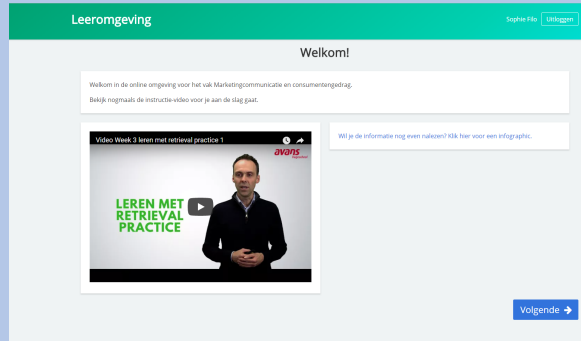 Leeromgeving
Sophie Filo
Uitloggen
Welkom!
Welkom in de online omgeving voor het vak Marketingcommunicatie en consumentengedrag.
Bekijk nogmaals de instructie-video voor je aan de slag gaat.
Video Week 3 leren met retrieval practice 1
avans
hogeschool
LEREN MET
RETRIEVAL
PRACTICE
Wil je de informatie nog even nalezen? Klik hier voor een infographic.
Volgende